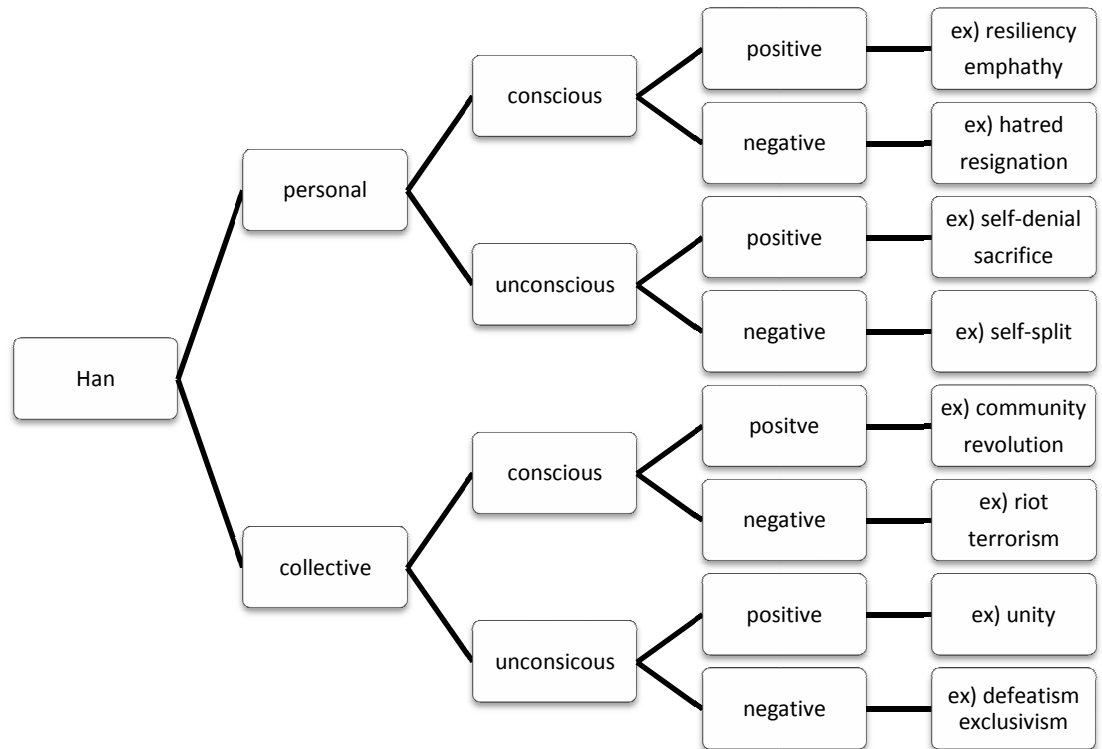 Han
personal
conscious
positive
ex) resiliency
emphathy
negative
ex) hatred
resignation
unconscious
positive
ex) self-denial
sacrifice
negative
ex) self-split
collective
conscious
positve
ex) community
revolution
negative
ex) riot
terrorism
unconsicous
positive
ex) unity
negative
ex) defeatism
exclusivism